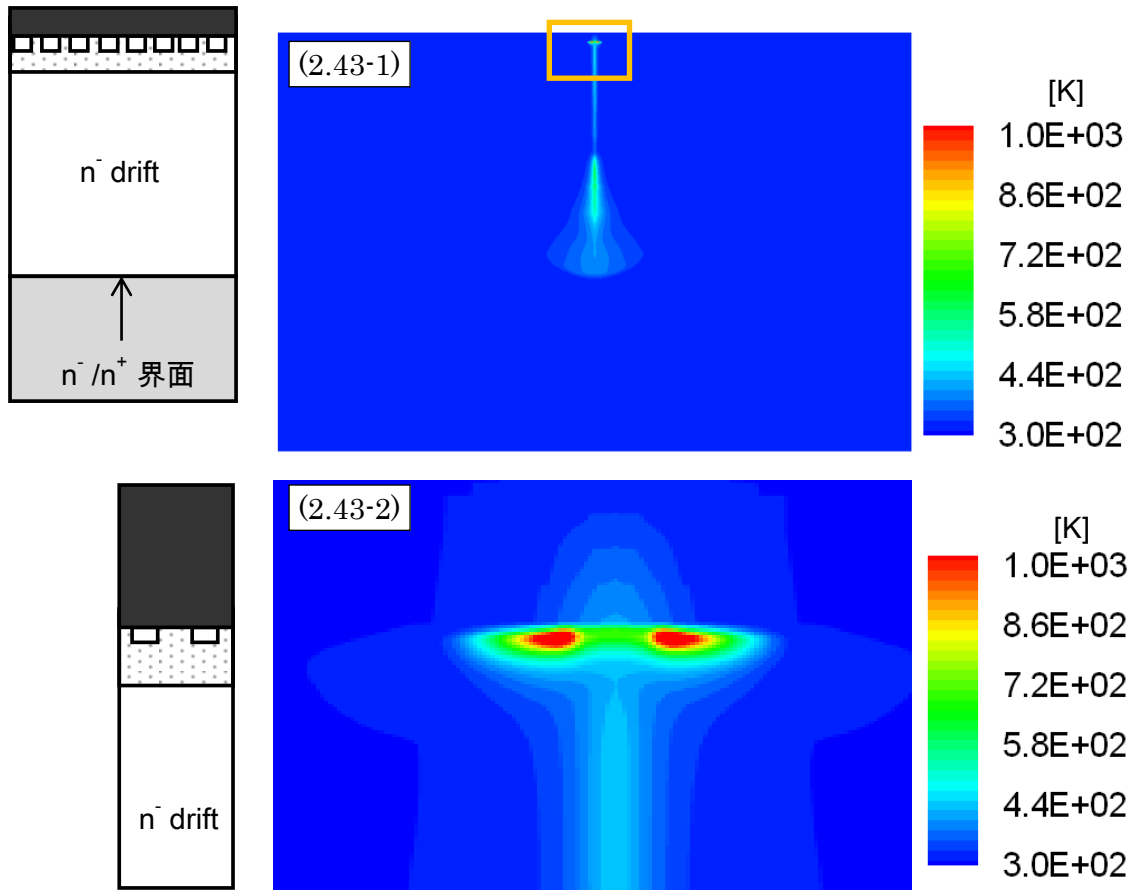 (2.43-1)
n⁻ drift
n⁻/n⁺ 界面
[K]
1.0E+03
8.6E+02
7.2E+02
5.8E+02
4.4E+02
3.0E+02
(2.43-2)
n⁻ drift
[K]
1.0E+03
8.6E+02
7.2E+02
5.8E+02
4.4E+02
3.0E+02